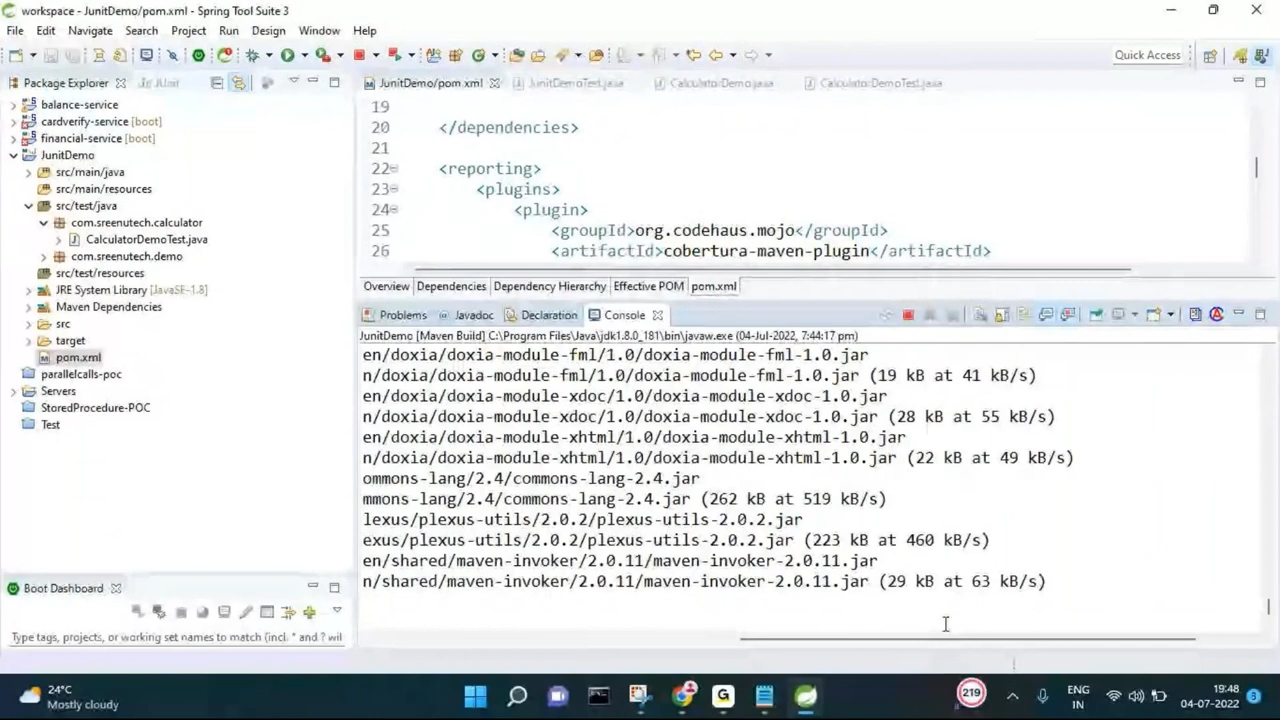 workspace - JunitDemo/pom.xml - Spring Tool Suite 3
File Edit Navigate Search Project Run Design Window Help
Quick Access
Package Explorer JUnit
balance-service
cardverify-service [boot]
financial-service [boot]
JunitDemo
src/main/java
src/main/resources
src/test/java
com.sreenutech.calculator
CalculatorDemoTest.java
com.sreenutech.demo
src/test/resources
JRE System Library [JavaSE-1.8]
Maven Dependencies
src
target
pom.xml
parallelcalls-poc
Servers
StoredProcedure-POC
Test
Boot Dashboard
Type tags, projects, or working set names to match (incl. * and ? wil
JunitDemo/pom.xml JunitDemoTest.java CalculatorDemo.java CalculatorDemoTest.java
19
20 </dependencies>
21
22 <reporting>
23 <plugins>
24 <plugin>
25 <groupId>org.codehaus.mojo</groupId>
26 <artifactId>cobertura-maven-plugin</artifactId>
Overview Dependencies Dependency Hierarchy Effective POM pom.xml
Problems Javadoc Declaration Console
JunitDemo [Maven Build] C:\Program Files\Java\jdk1.8.0_181\bin\javaw.exe (04-Jul-2022, 7:44:17 pm)
en/doxia/doxia-module-fml/1.0/doxia-module-fml-1.0.jar
n/doxia/doxia-module-fml/1.0/doxia-module-fml-1.0.jar (19 kB at 41 kB/s)
en/doxia/doxia-module-xdoc/1.0/doxia-module-xdoc-1.0.jar
n/doxia/doxia-module-xdoc/1.0/doxia-module-xdoc-1.0.jar (28 kB at 55 kB/s)
en/doxia/doxia-module-xhtml/1.0/doxia-module-xhtml-1.0.jar
n/doxia/doxia-module-xhtml/1.0/doxia-module-xhtml-1.0.jar (22 kB at 49 kB/s)
ommons-lang/2.4/commons-lang-2.4.jar
mmons-lang/2.4/commons-lang-2.4.jar (262 kB at 519 kB/s)
lexus/plexus-utils/2.0.2/plexus-utils-2.0.2.jar
exus/plexus-utils/2.0.2/plexus-utils-2.0.2.jar (223 kB at 460 kB/s)
en/shared/maven-invoker/2.0.11/maven-invoker-2.0.11.jar
n/shared/maven-invoker/2.0.11/maven-invoker-2.0.11.jar (29 kB at 63 kB/s)
24°C
Mostly cloudy
219
ENG
IN
19:48
04-07-2022
3